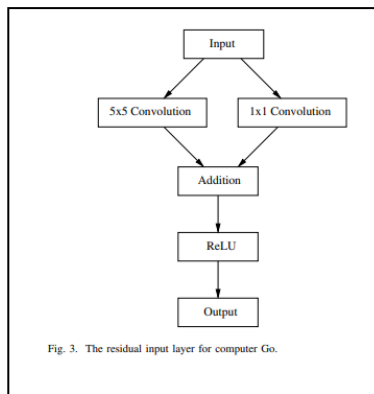 Input
5x5 Convolution
1x1 Convolution
Addition
ReLU
Output
Fig. 3. The residual input layer for computer Go.